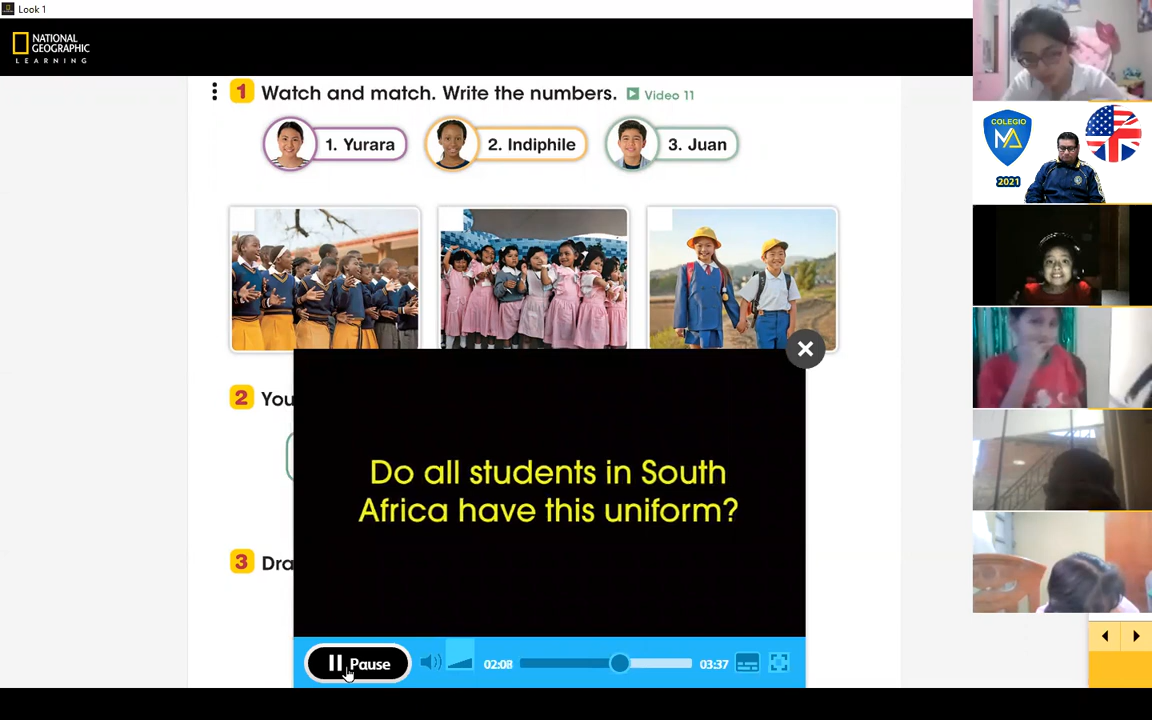 Look 1
NATIONAL
GEOGRAPHIC
LEARNING
1 Watch and match. Write the numbers. Video 11
1. Yurara
2. Indiphile
3. Juan
2 You
3 Dra
Do all students in South
Africa have this uniform?
Pause
02:08
03:37
COLEGIO
MA
2021